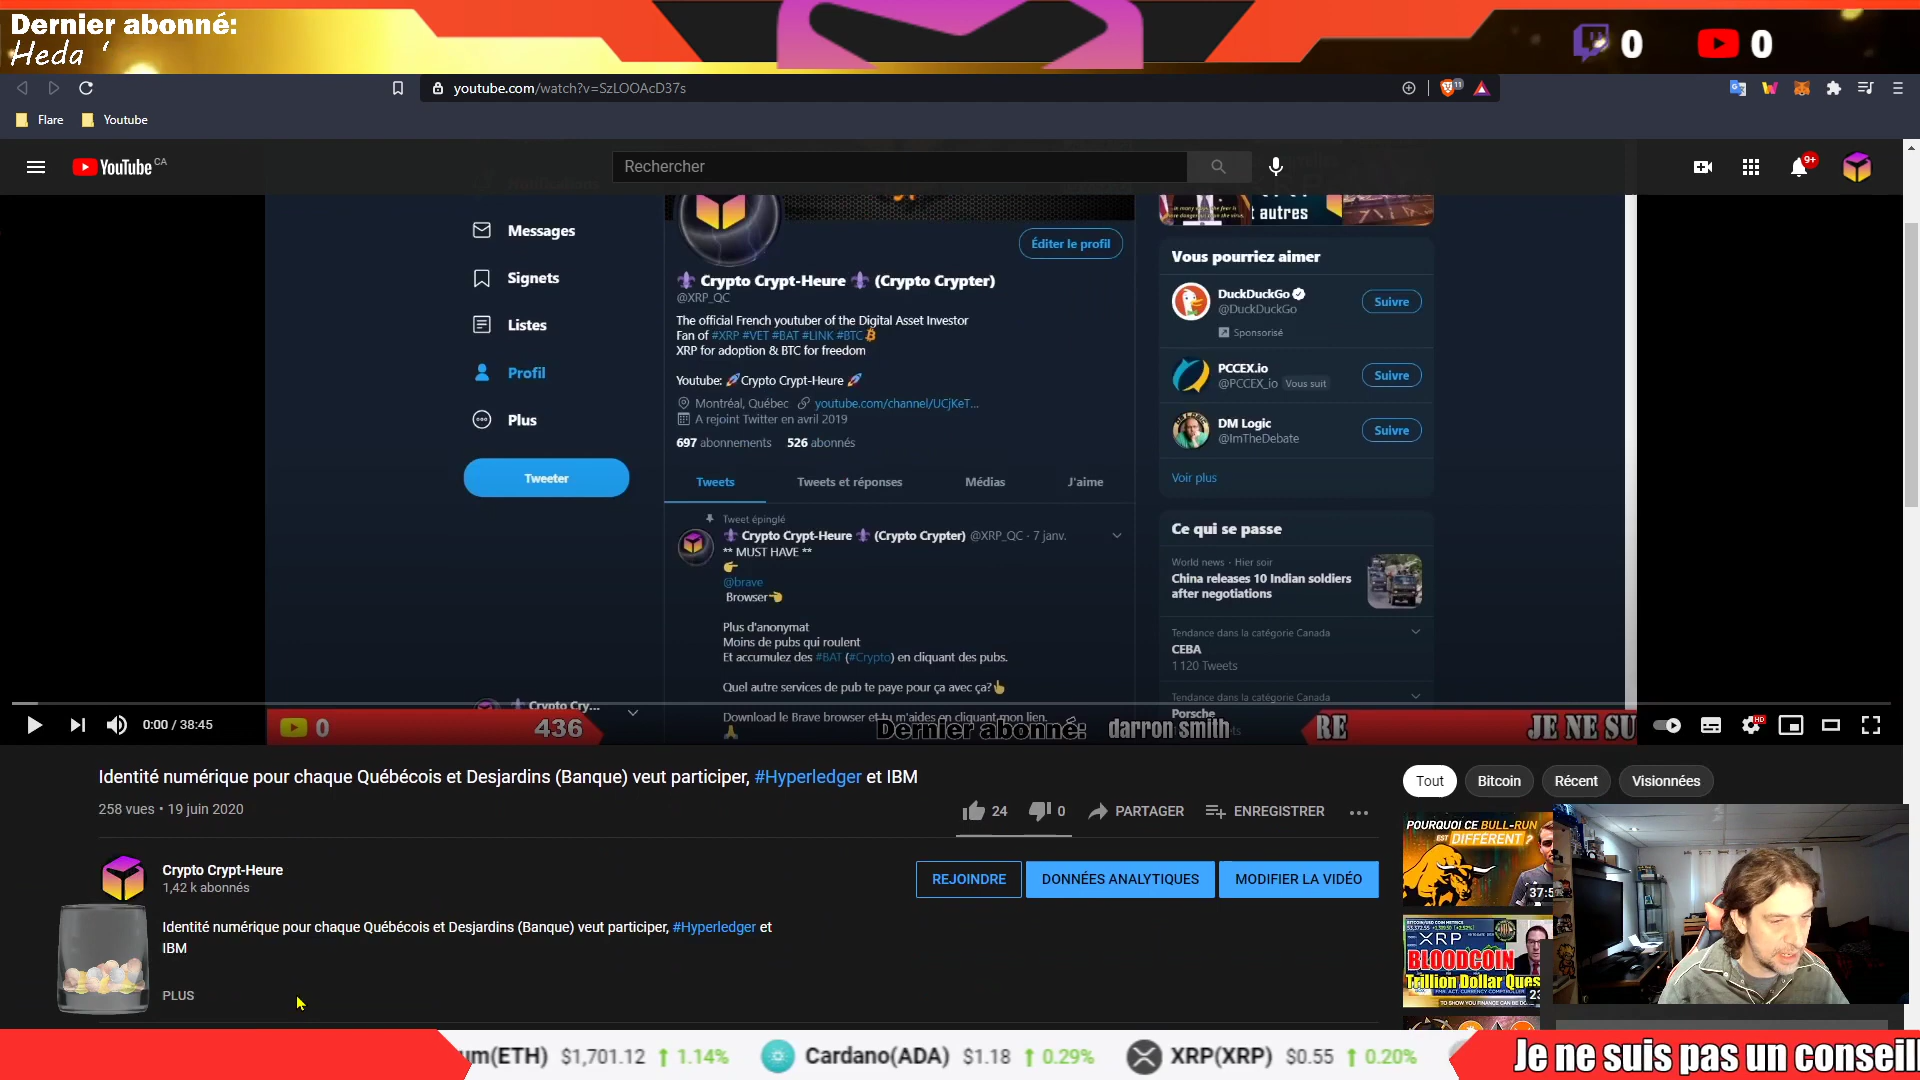 Dernier abonné:
Heda ‘
0
0
youtube.com/watch?v=SzLOOAcD37s
11
Flare
Youtube
YouTube CA
Rechercher
9+
Messages
Signets
Listes
Profil
Plus
Tweeter
Crypto Cry...
Éditer le profil
Crypto Crypt-Heure (Crypto Crypter)
@XRP_QC
The official French youtuber of the Digital Asset Investor
Fan of #XRP #VET #BAT #LINK #BTC
XRP for adoption & BTC for freedom
Youtube: Crypto Crypt-Heure
Montréal, Québec youtube.com/channel/UCjKeT...
A rejoint Twitter en avril 2019
697 abonnements 526 abonnés
Tweets Tweets et réponses Médias J'aime
Tweet épinglé
Crypto Crypt-Heure (Crypto Crypter) @XRP_QC · 7 janv.
** MUST HAVE **
@brave
Browser
Plus d'anonymat
Moins de pubs qui roulent
Et accumulez des #BAT (#Crypto) en cliquant des pubs.
Quel autre services de pub te paye pour ça avec ça?
Download le Brave browser et tu m'aides en cliquant mon lien.
t autres
Vous pourriez aimer
DuckDuckGo
@DuckDuckGo
Suivre
Sponsorisé
PCCEX.io
@PCCEX_io Vous suit
Suivre
DM Logic
@ImTheDebate
Suivre
Voir plus
Ce qui se passe
World news · Hier soir
China releases 10 Indian soldiers
after negotiations
Tendance dans la catégorie Canada
CEBA
1 120 Tweets
Tendance dans la catégorie Canada
Porsche
0:00 / 38:45
0
436
Dernier abonné: darron smith
RE
JE NE SU
HD
Identité numérique pour chaque Québécois et Desjardins (Banque) veut participer, #Hyperledger et IBM
258 vues • 19 juin 2020
24
0
PARTAGER
ENREGISTRER
Crypto Crypt-Heure
1,42 k abonnés
REJOINDRE
DONNÉES ANALYTIQUES
MODIFIER LA VIDÉO
Identité numérique pour chaque Québécois et Desjardins (Banque) veut participer, #Hyperledger et
IBM
PLUS
Tout
Bitcoin
Récent
Visionnées
POURQUOI CE BULL-RUN
EST DIFFÉRENT ?
37:5
XRP
BLOODCOIN
Trillion Dollar Ques
23
um(ETH) $1,701.12 1.14%
Cardano(ADA) $1.18 0.29%
XRP(XRP) $0.55 0.20%
Je ne suis pas un conseill